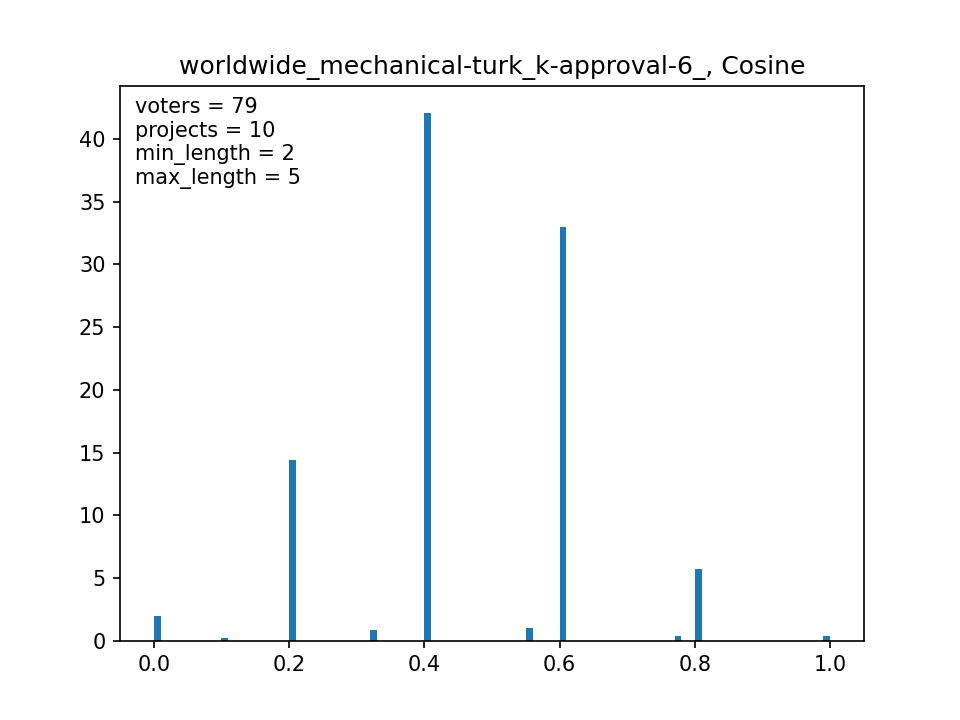 worldwide_mechanical-turk_k-approval-6_, Cosine
voters = 79
projects = 10
min_length = 2
max_length = 5
40
35
30
25
20
15
10
5
0
0.0 0.2 0.4 0.6 0.8 1.0